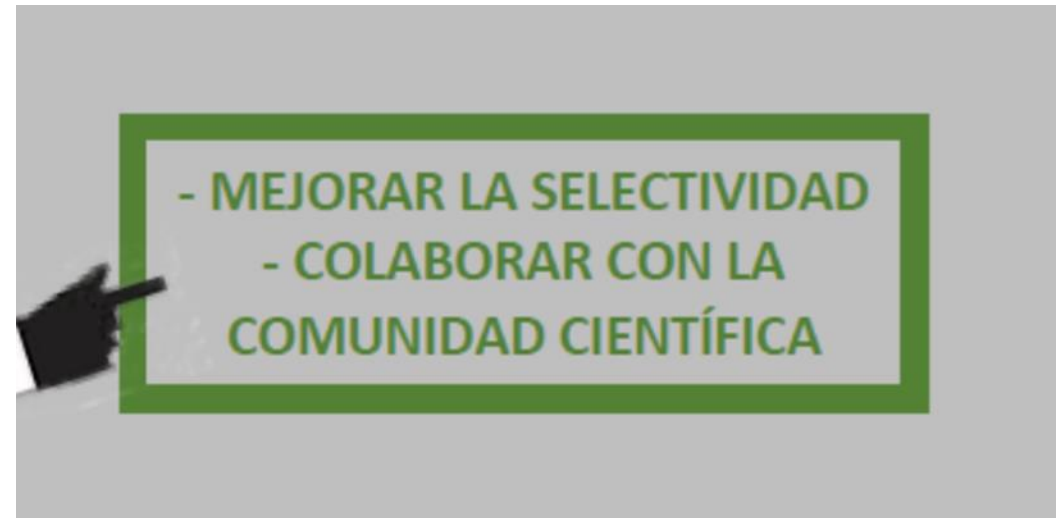 - MEJORAR LA SELECTIVIDAD
- COLABORAR CON LA
COMUNIDAD CIENTÍFICA